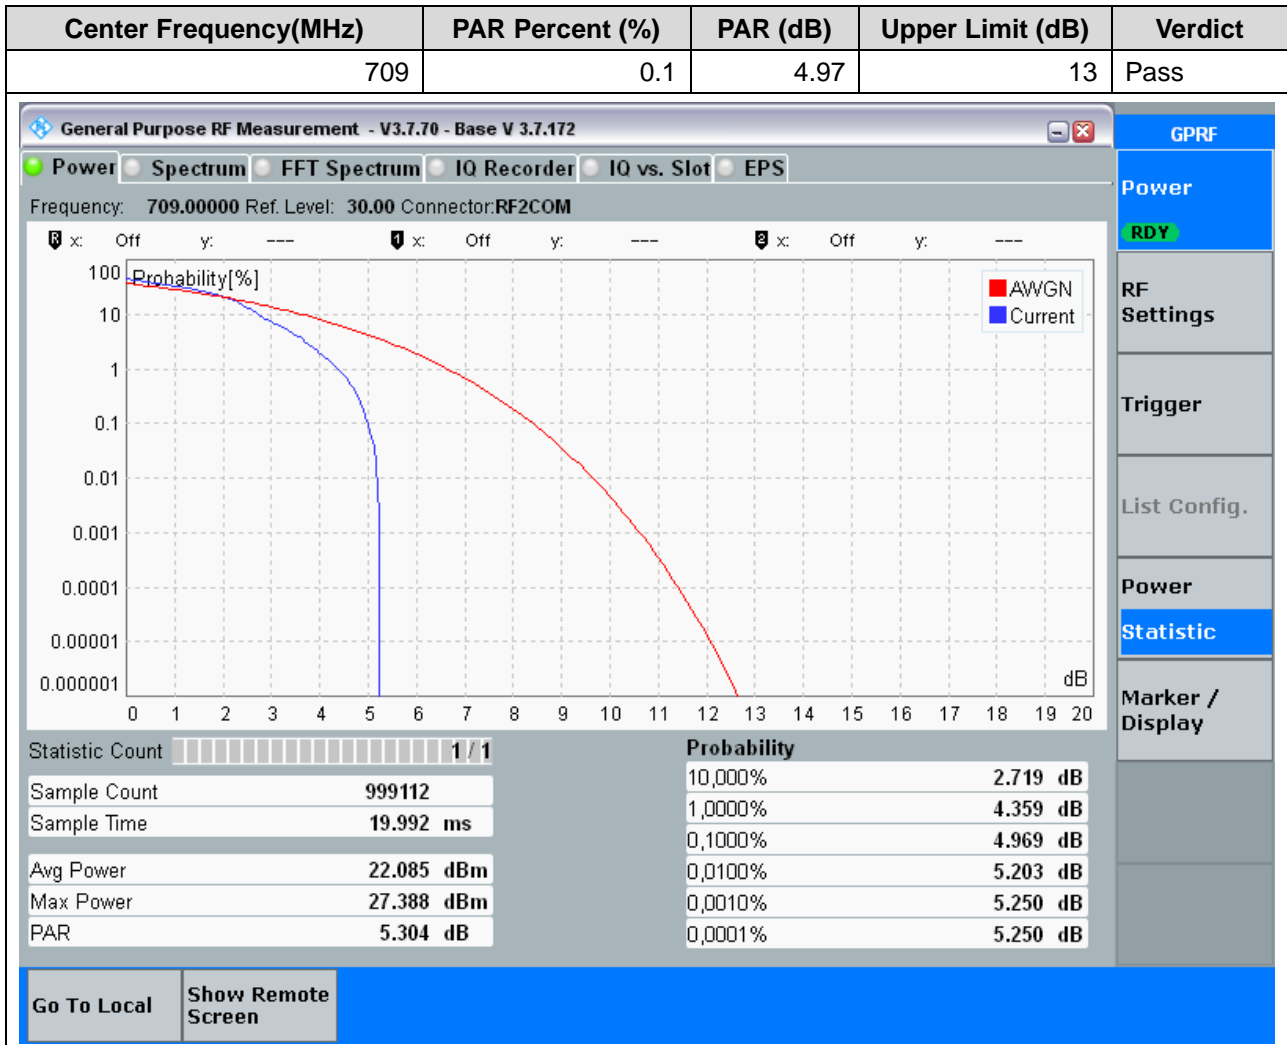 Center Frequency(MHz) PAR Percent (%) PAR (dB) Upper Limit (dB) Verdict
709 0.1 4.97 13 Pass
General Purpose RF Measurement - V3.7.70 - Base V 3.7.172
GPRF
Power Spectrum FFT Spectrum IQ Recorder IQ vs. Slot EPS
Power
RDY
Frequency: 709.00000 Ref. Level: 30.00 Connector:RF2COM
R x: Off y: --- 1 x: Off y: --- 2 x: Off y: ---
Probability[%]
AWGN
Current
100
10
1
0.1
0.01
0.001
0.0001
0.00001
0.000001
dB
0 1 2 3 4 5 6 7 8 9 10 11 12 13 14 15 16 17 18 19 20
RF
Settings
Trigger
List Config.
Power
Statistic
Marker /
Display
Statistic Count 1 / 1
Sample Count 999112
Sample Time 19.992 ms
Avg Power 22.085 dBm
Max Power 27.388 dBm
PAR 5.304 dB
Probability
10,000% 2.719 dB
1,0000% 4.359 dB
0,1000% 4.969 dB
0,0100% 5.203 dB
0,0010% 5.250 dB
0,0001% 5.250 dB
Go To Local
Show Remote
Screen